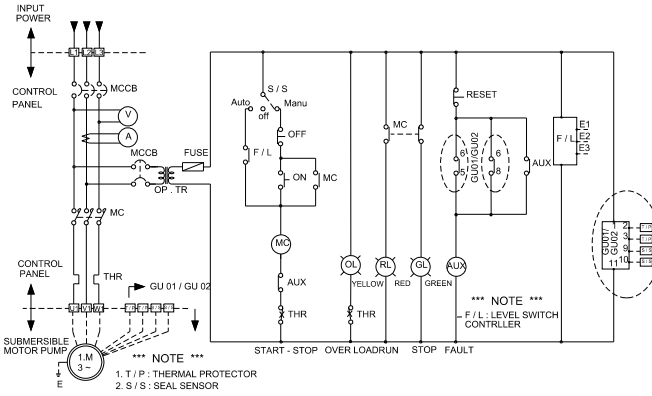 INPUT
POWER
L1 L2 L3
CONTROL
PANEL
MCCB
V
A
MCCB
FUSE
OP . TR
MC
CONTROL
PANEL
THR
GU 01 / GU 02
SUBMERSIBLE
MOTOR PUMP
1.M
3 ~
E
*** NOTE ***
1. T / P : THERMAL PROTECTOR
2. S / S : SEAL SENSOR
S / S
Auto
off
Manu
OFF
F / L
ON
MC
MC
AUX
THR
START - STOP
OL
YELLOW
THR
OVER LOAD
MC
RL
RED
RUN
GL
GREEN
STOP
RESET
6
5
GU01/GU02
6
8
AUX
AUX
FAULT
F / L
E1
E2
E3
*** NOTE ***
F / L : LEVEL SWITCH
CONTRLLER
GU01/
GU02
1
2
3
9
10
11